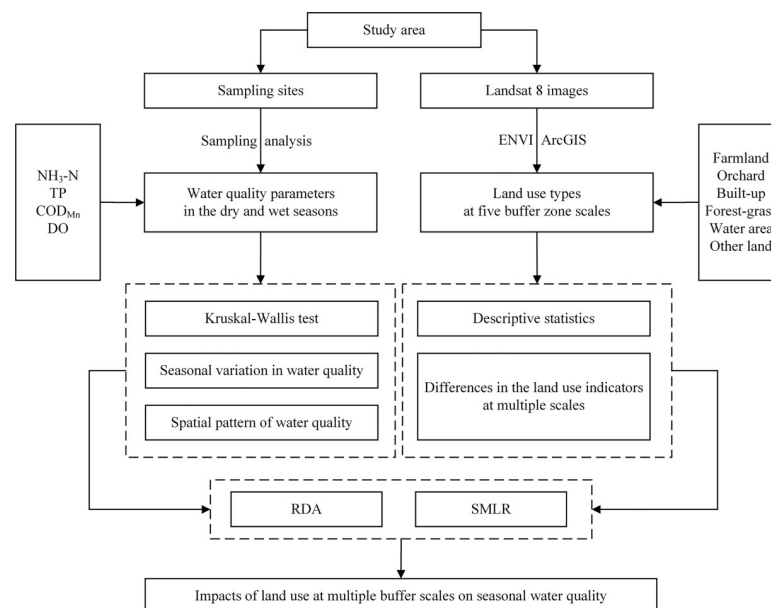 Study area
Sampling sites
Landsat 8 images
Sampling analysis
ENVI ArcGIS
NH₃-N
TP
COD_Mn
DO
Water quality parameters
in the dry and wet seasons
Land use types
at five buffer zone scales
Farmland
Orchard
Built-up
Forest-grass
Water area
Other land
Kruskal-Wallis test
Seasonal variation in water quality
Spatial pattern of water quality
Descriptive statistics
Differences in the land use indicators
at multiple scales
RDA
SMLR
Impacts of land use at multiple buffer scales on seasonal water quality